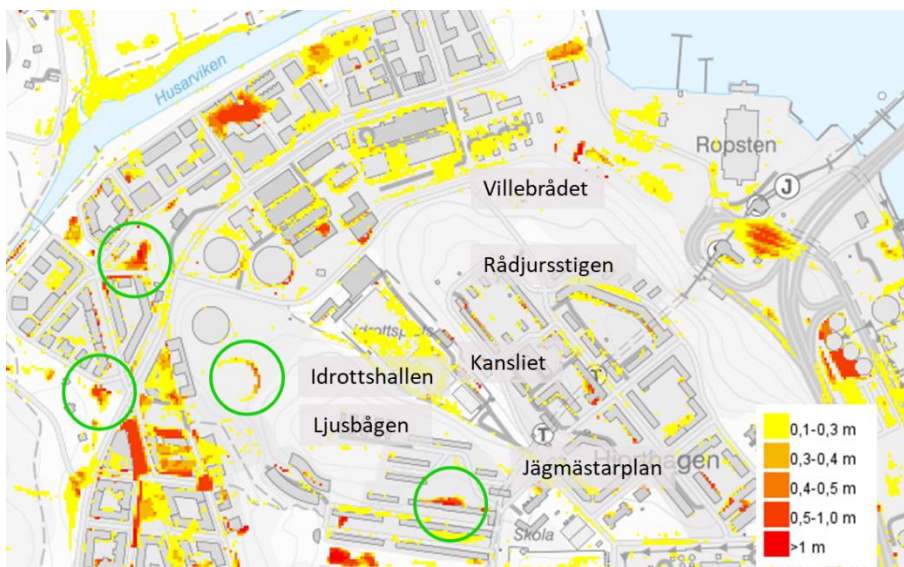 Husarviken
Ropsten
J
Villebrådet
Rådjursstigen
Idrottshallen
Kansliet
Ljusbågen
T
T
Hjorthagen
Jägmästarplan
Skola
0,1-0,3 m
0,3-0,4 m
0,4-0,5 m
0,5-1,0 m
>1 m